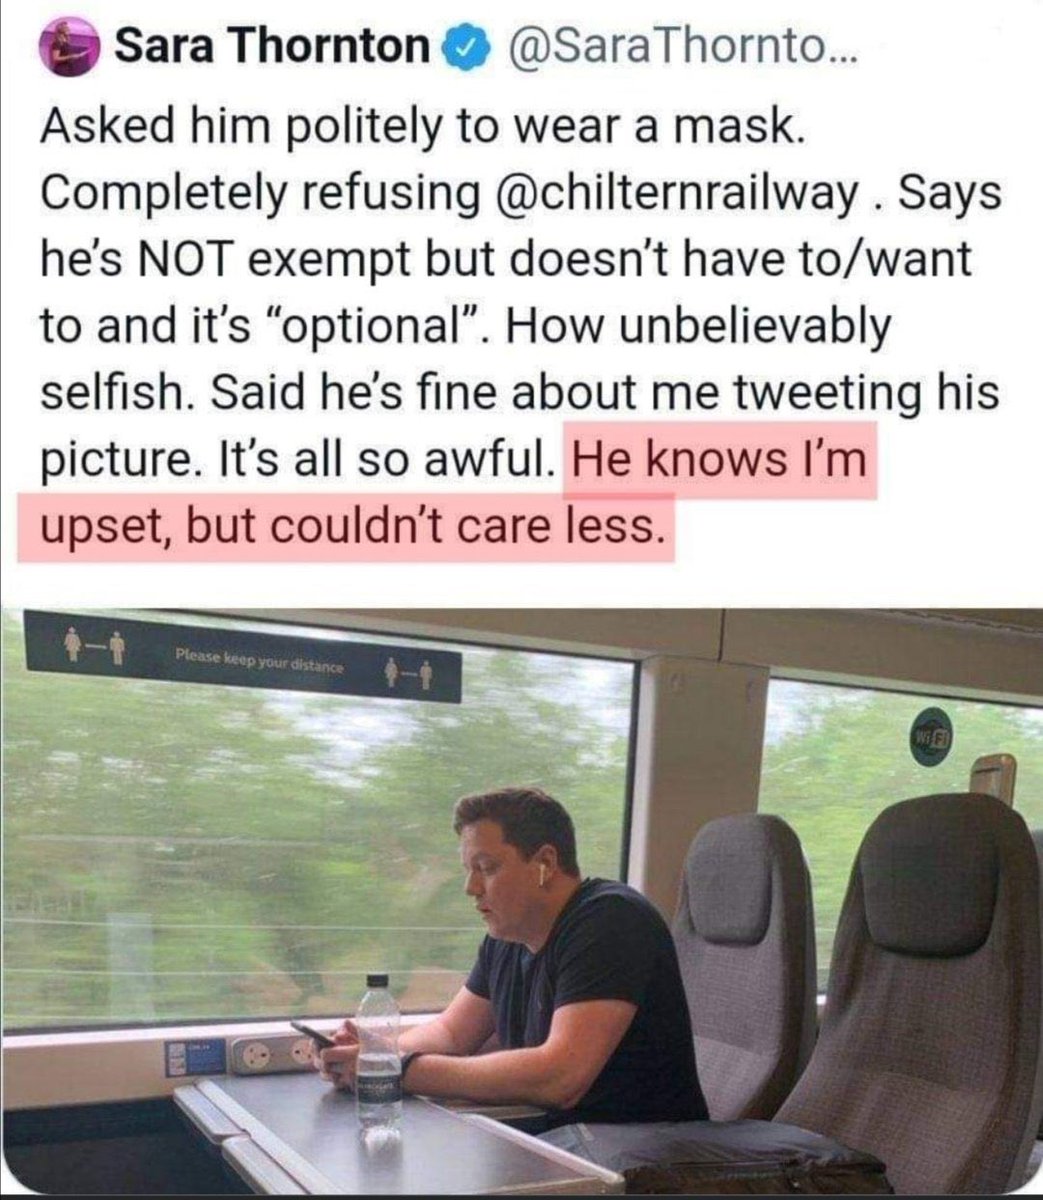 Sara Thornton @SaraThornto...
Asked him politely to wear a mask.
Completely refusing @chilternrailway . Says
he's NOT exempt but doesn't have to/want
to and it's “optional”. How unbelievably
selfish. Said he's fine about me tweeting his
picture. It's all so awful. He knows I'm
upset, but couldn't care less.
Please keep your distance
WiFi